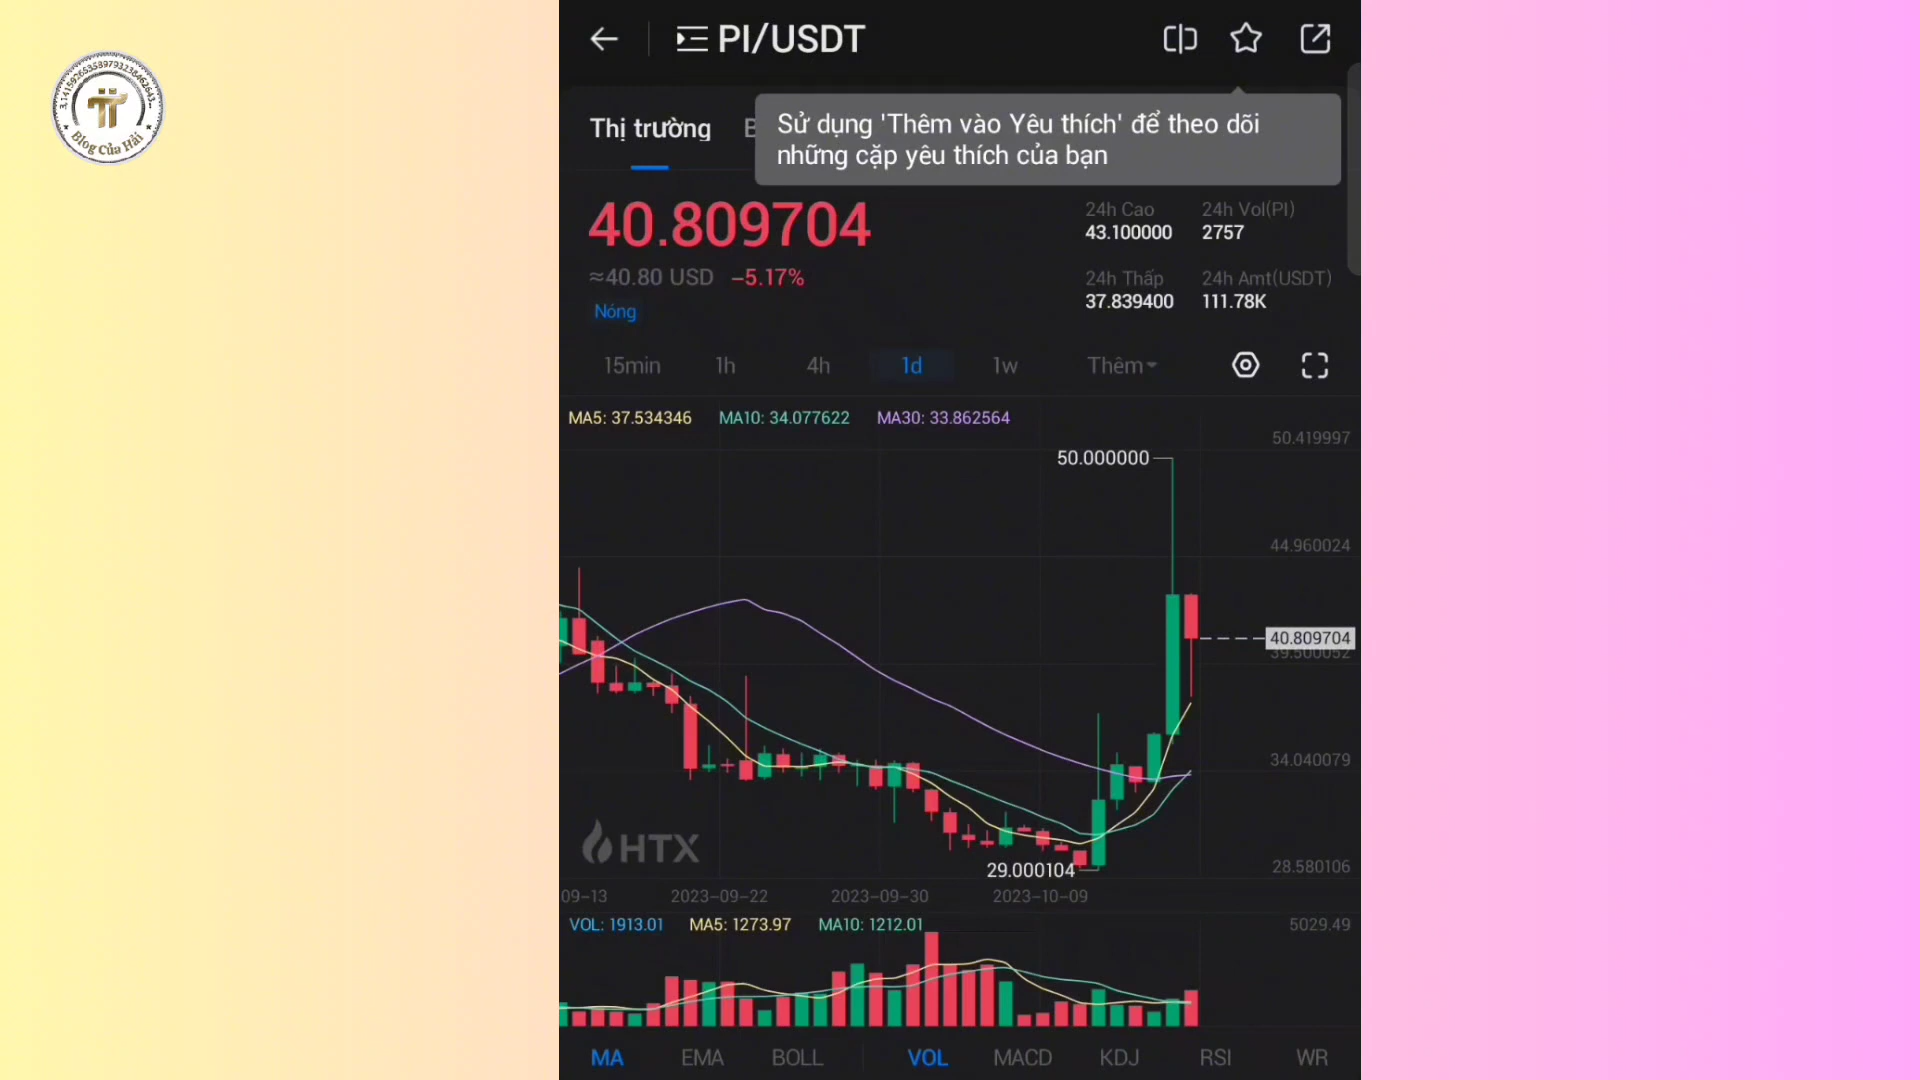 PI/USDT
Thị trường
Sử dụng 'Thêm vào Yêu thích' để theo dõi
những cặp yêu thích của bạn
40.809704
≈40.80 USD −5.17%
Nóng
24h Cao
43.100000
24h Vol(PI)
2757
24h Thấp
37.839400
24h Amt(USDT)
111.78K
15min 1h 4h 1d 1w Thêm
MA5: 37.534346 MA10: 34.077622 MA30: 33.862564
50.419997
50.000000
44.960024
40.809704
39.500052
34.040079
HTX
29.000104
28.580106
09-13 2023-09-22 2023-09-30 2023-10-09
VOL: 1913.01 MA5: 1273.97 MA10: 1212.01 5029.49
MA EMA BOLL VOL MACD KDJ RSI WR
Blog Của Hải